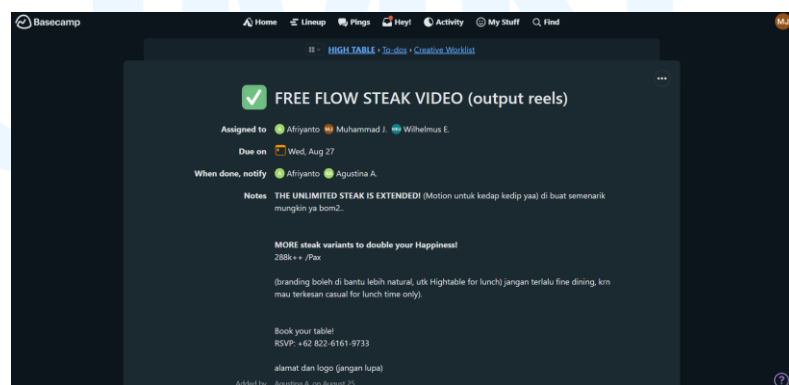 Basecamp
Home Lineup Pings Hey! Activity My Stuff Find
MJ
HIGH TABLE › To-dos › Creative Worklist
FREE FLOW STEAK VIDEO (output reels)
Assigned to A Afriyanto MJ Muhammad J. Wilhelmus E.
Due on Wed, Aug 27
When done, notify A Afriyanto AA Agustina A.
Notes THE UNLIMITED STEAK IS EXTENDED! (Motion untuk kedap kedip yaa) di buat semenarik
mungkin ya bom2..
MORE steak variants to double your Happiness!
288k++ /Pax
(branding boleh di bantu lebih natural, utk Hightable for lunch) jangan terlalu fine dining, krn
mau terkesan casual for lunch time only).
Book your table!
RSVP: +62 822-6161-9733
alamat dan logo (jangan lupa)
Added by Agustina A. on August 25